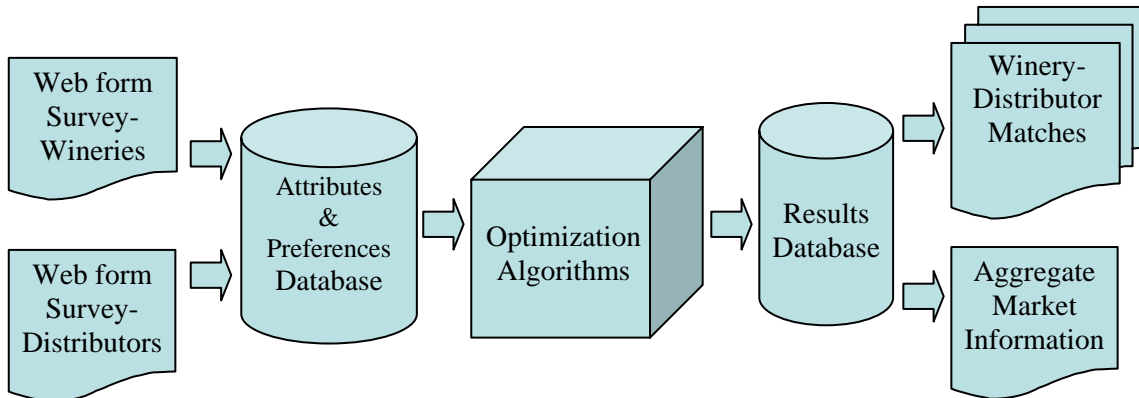 Web form
Survey-
Wineries
Web form
Survey-
Distributors
Attributes
&
Preferences
Database
Optimization
Algorithms
Results
Database
Winery-
Distributor
Matches
Aggregate
Market
Information